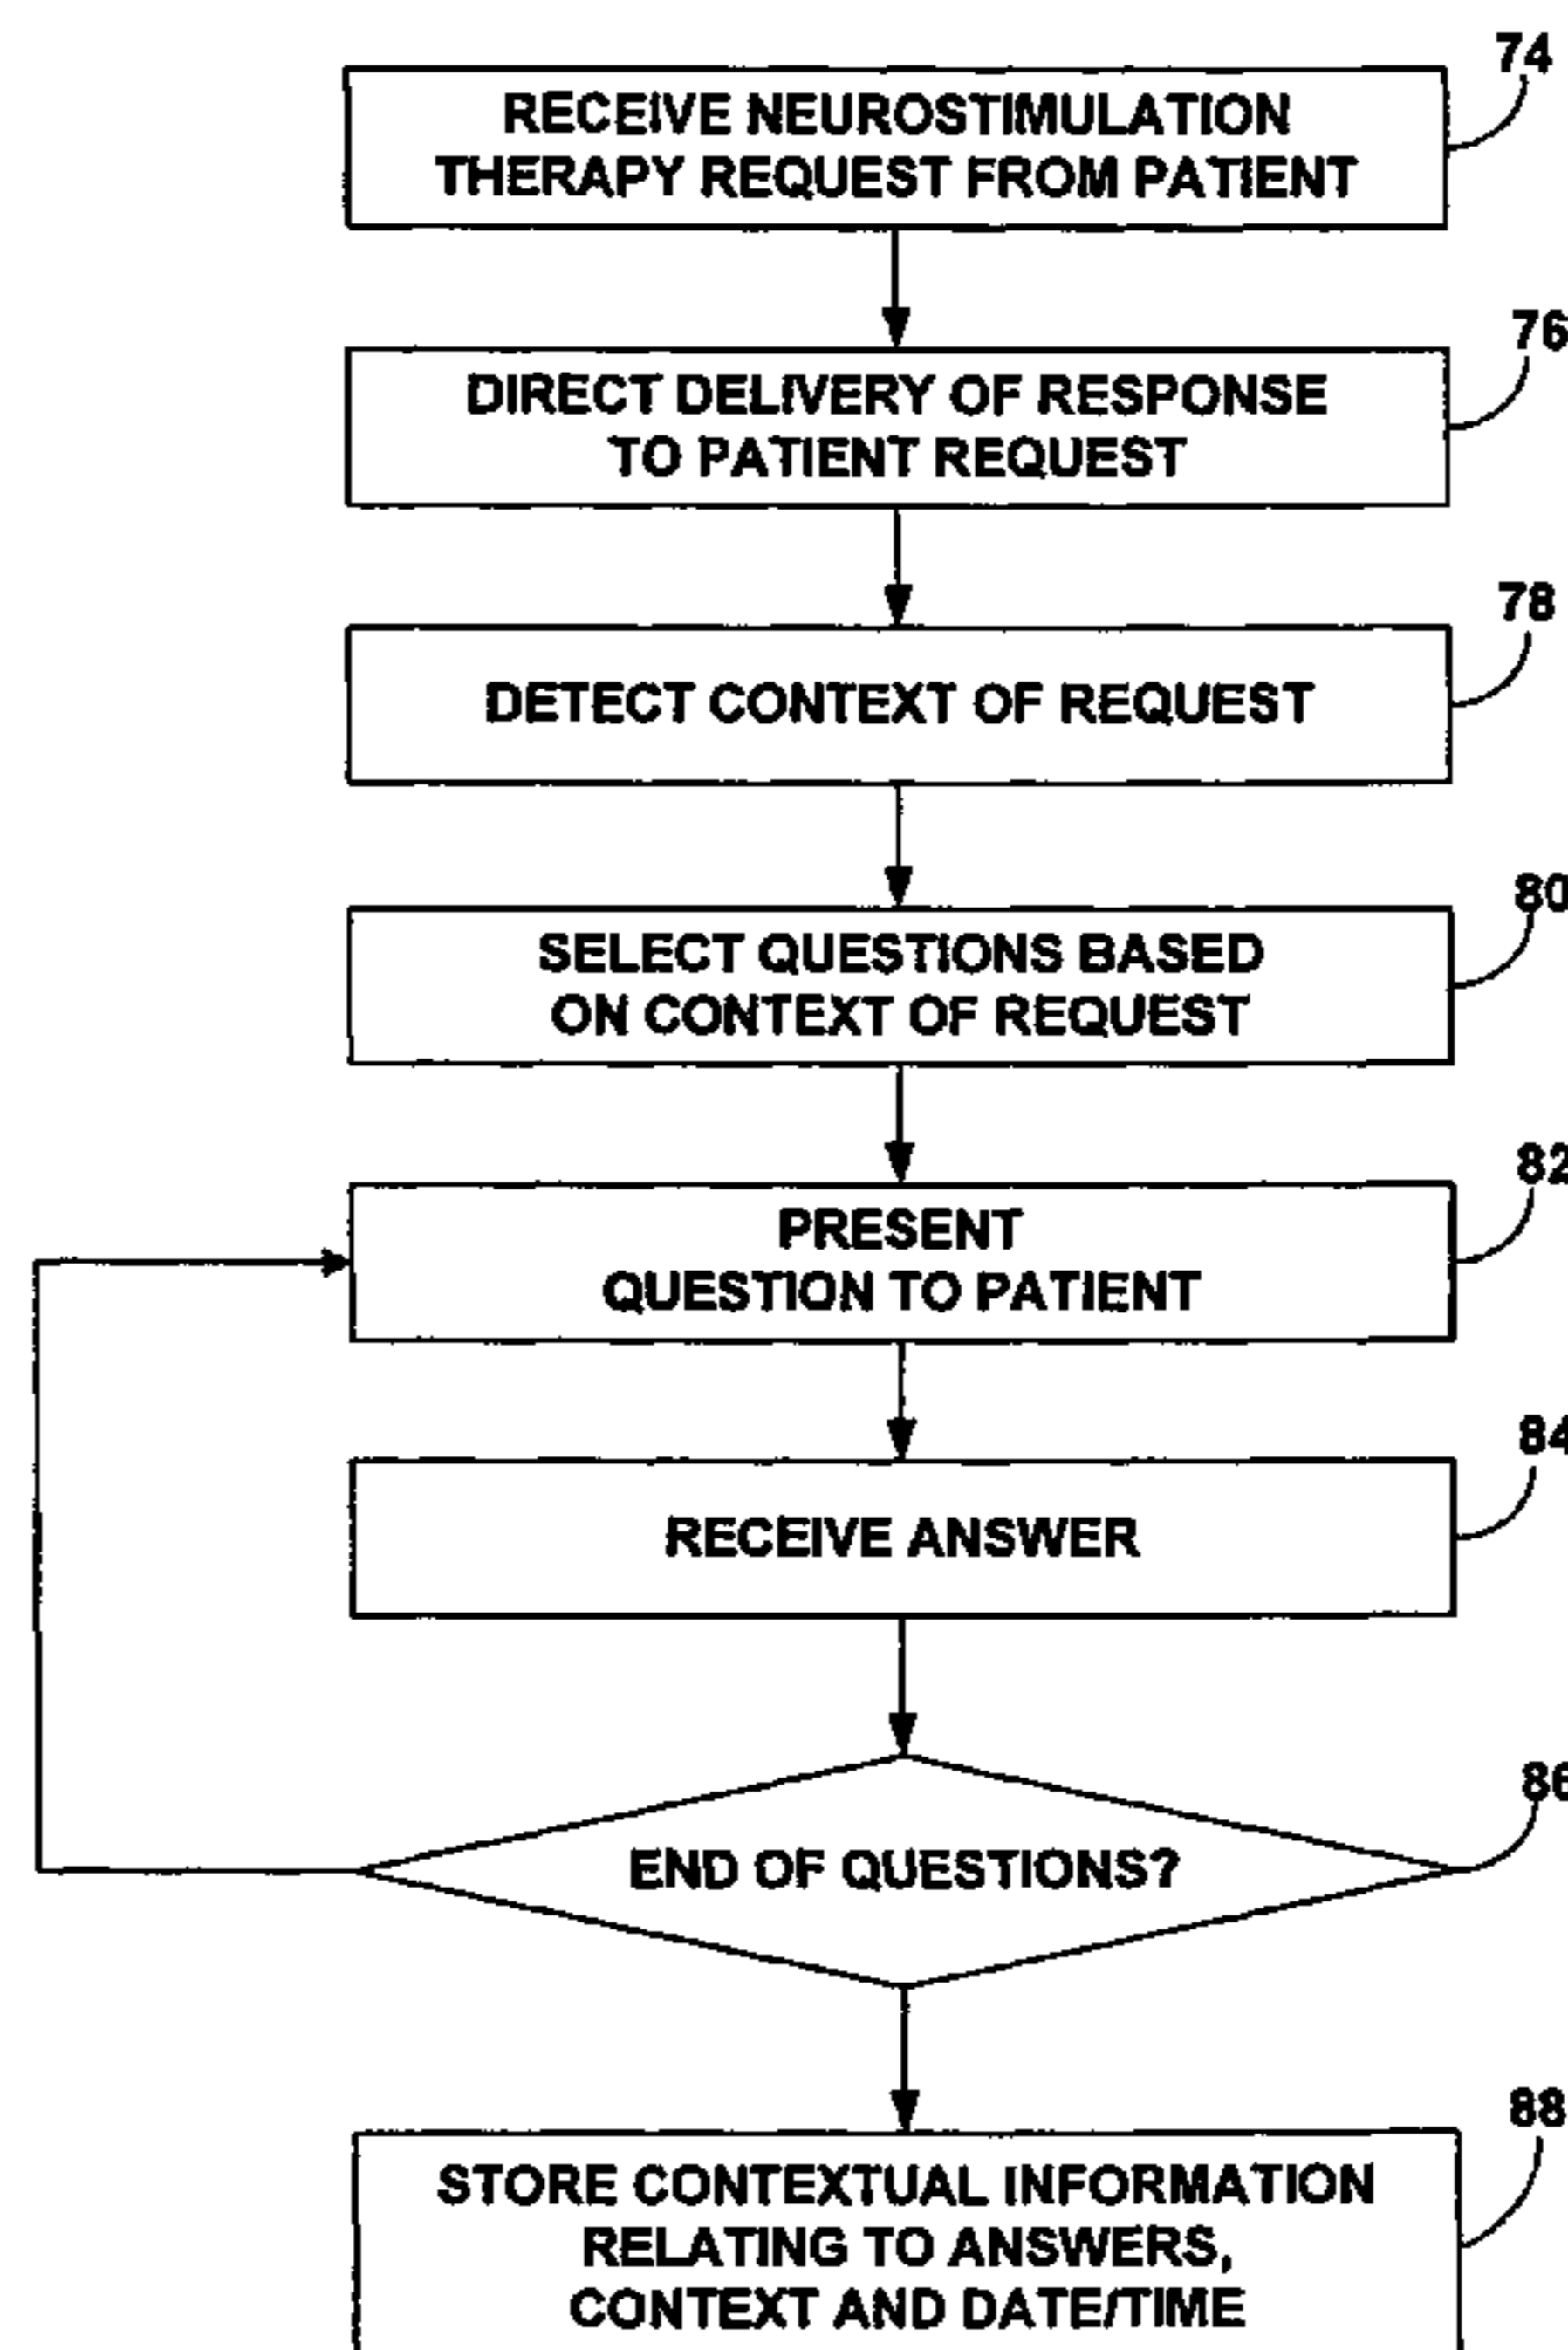 74
RECEIVE NEUROSTIMULATION
THERAPY REQUEST FROM PATIENT
76
DIRECT DELIVERY OF RESPONSE
TO PATIENT REQUEST
78
DETECT CONTEXT OF REQUEST
80
SELECT QUESTIONS BASED
ON CONTEXT OF REQUEST
82
PRESENT
QUESTION TO PATIENT
84
RECEIVE ANSWER
86
END OF QUESTIONS?
88
STORE CONTEXTUAL INFORMATION
RELATING TO ANSWERS,
CONTEXT AND DATE/TIME